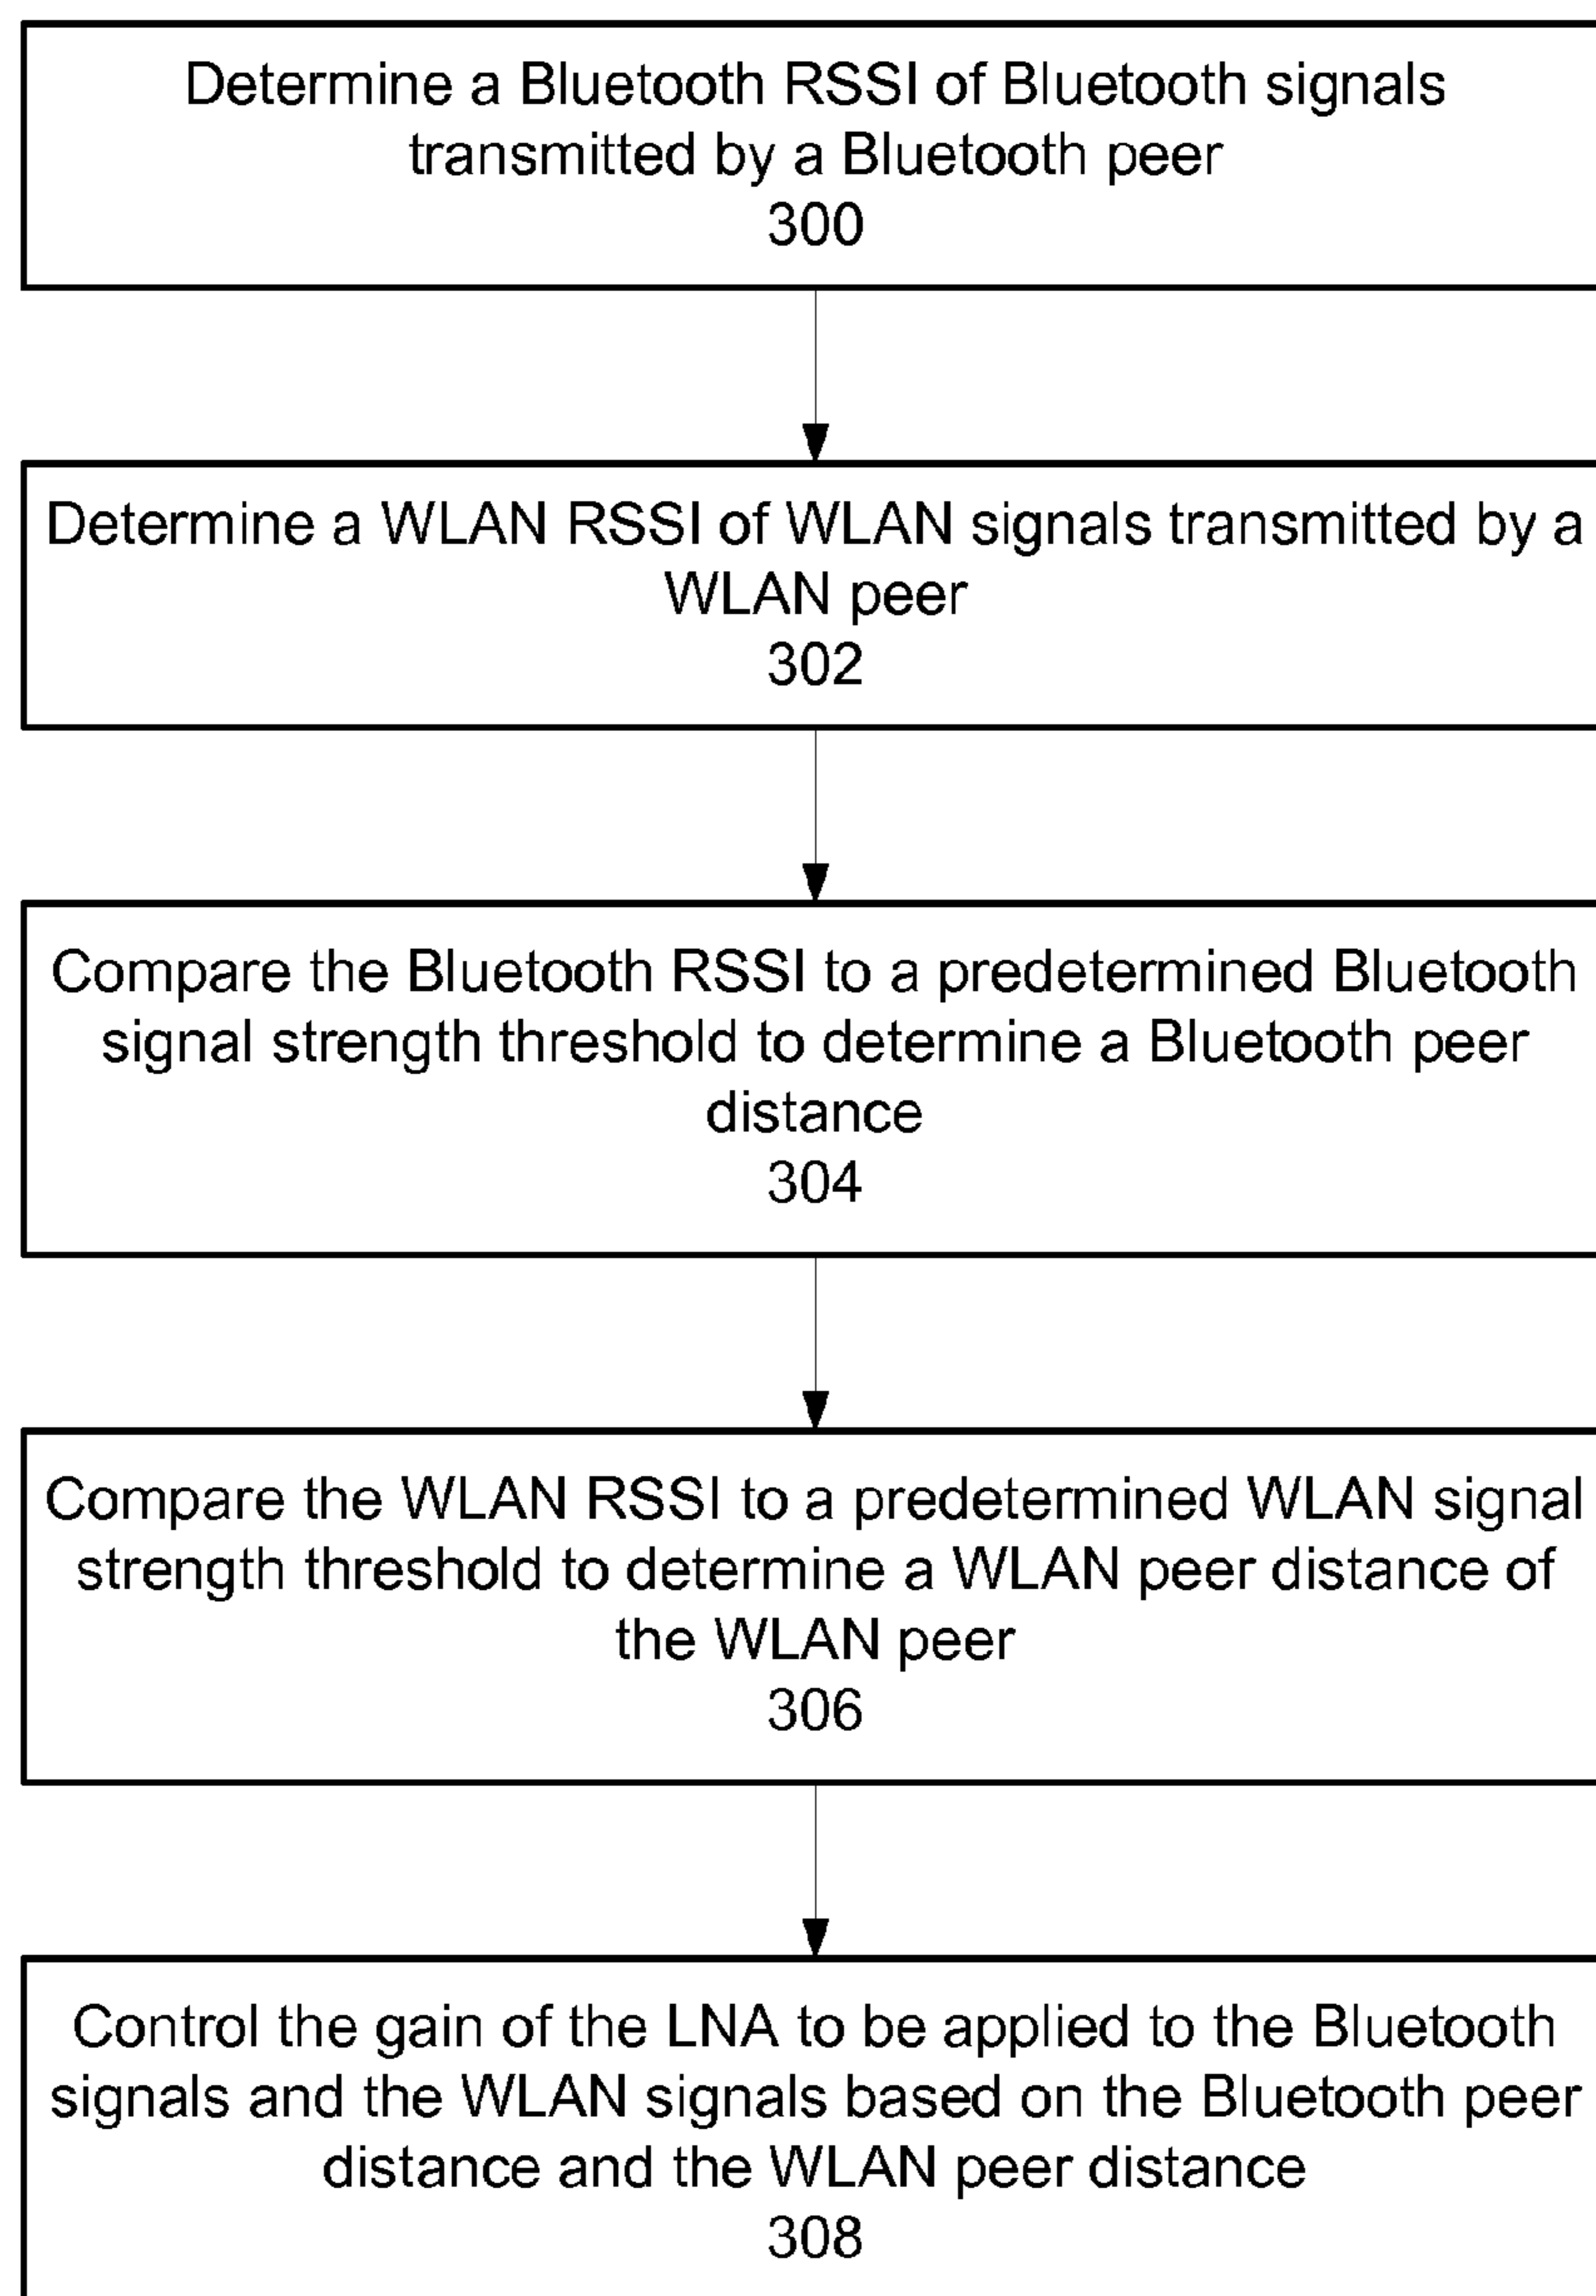 Determine a Bluetooth RSSI of Bluetooth signals
transmitted by a Bluetooth peer
300
Determine a WLAN RSSI of WLAN signals transmitted by a
WLAN peer
302
Compare the Bluetooth RSSI to a predetermined Bluetooth
signal strength threshold to determine a Bluetooth peer
distance
304
Compare the WLAN RSSI to a predetermined WLAN signal
strength threshold to determine a WLAN peer distance of
the WLAN peer
306
Control the gain of the LNA to be applied to the Bluetooth
signals and the WLAN signals based on the Bluetooth peer
distance and the WLAN peer distance
308